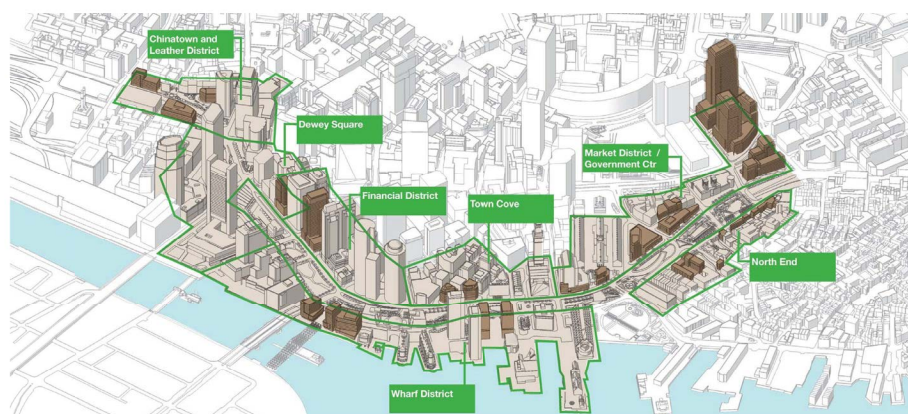 Chinatown and
Leather District
Dewey Square
Market District /
Government Ctr
Financial District
Town Cove
North End
Wharf District